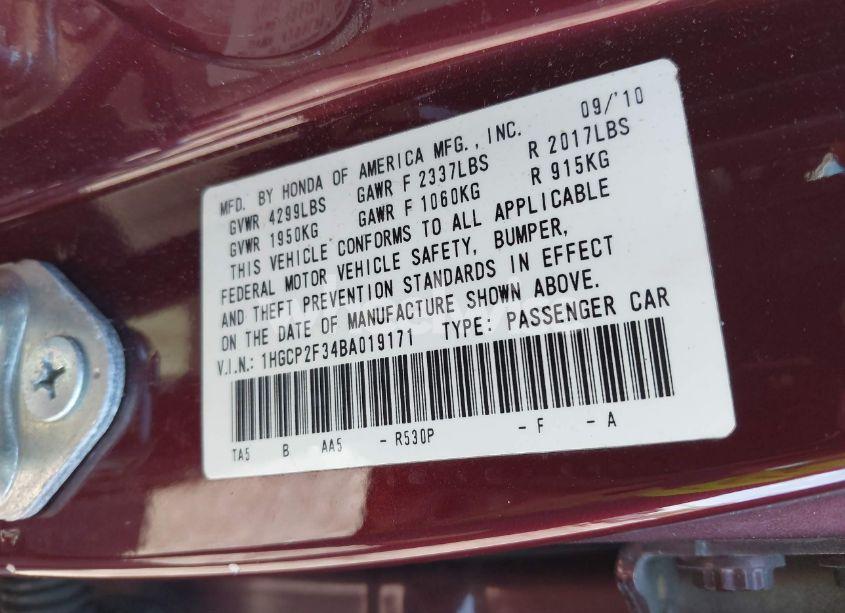 MFD. BY HONDA OF AMERICA MFG., INC. 09/'10
GVWR 4299LBS GAWR F 2337LBS R 2017LBS
GVWR 1950KG GAWR F 1060KG R 915KG
THIS VEHICLE CONFORMS TO ALL APPLICABLE
FEDERAL MOTOR VEHICLE SAFETY, BUMPER,
AND THEFT PREVENTION STANDARDS IN EFFECT
ON THE DATE OF MANUFACTURE SHOWN ABOVE.
V.I.N.: 1HGCP2F34BA019171 TYPE: PASSENGER CAR
TA5 B AA5 - R530P - F - A